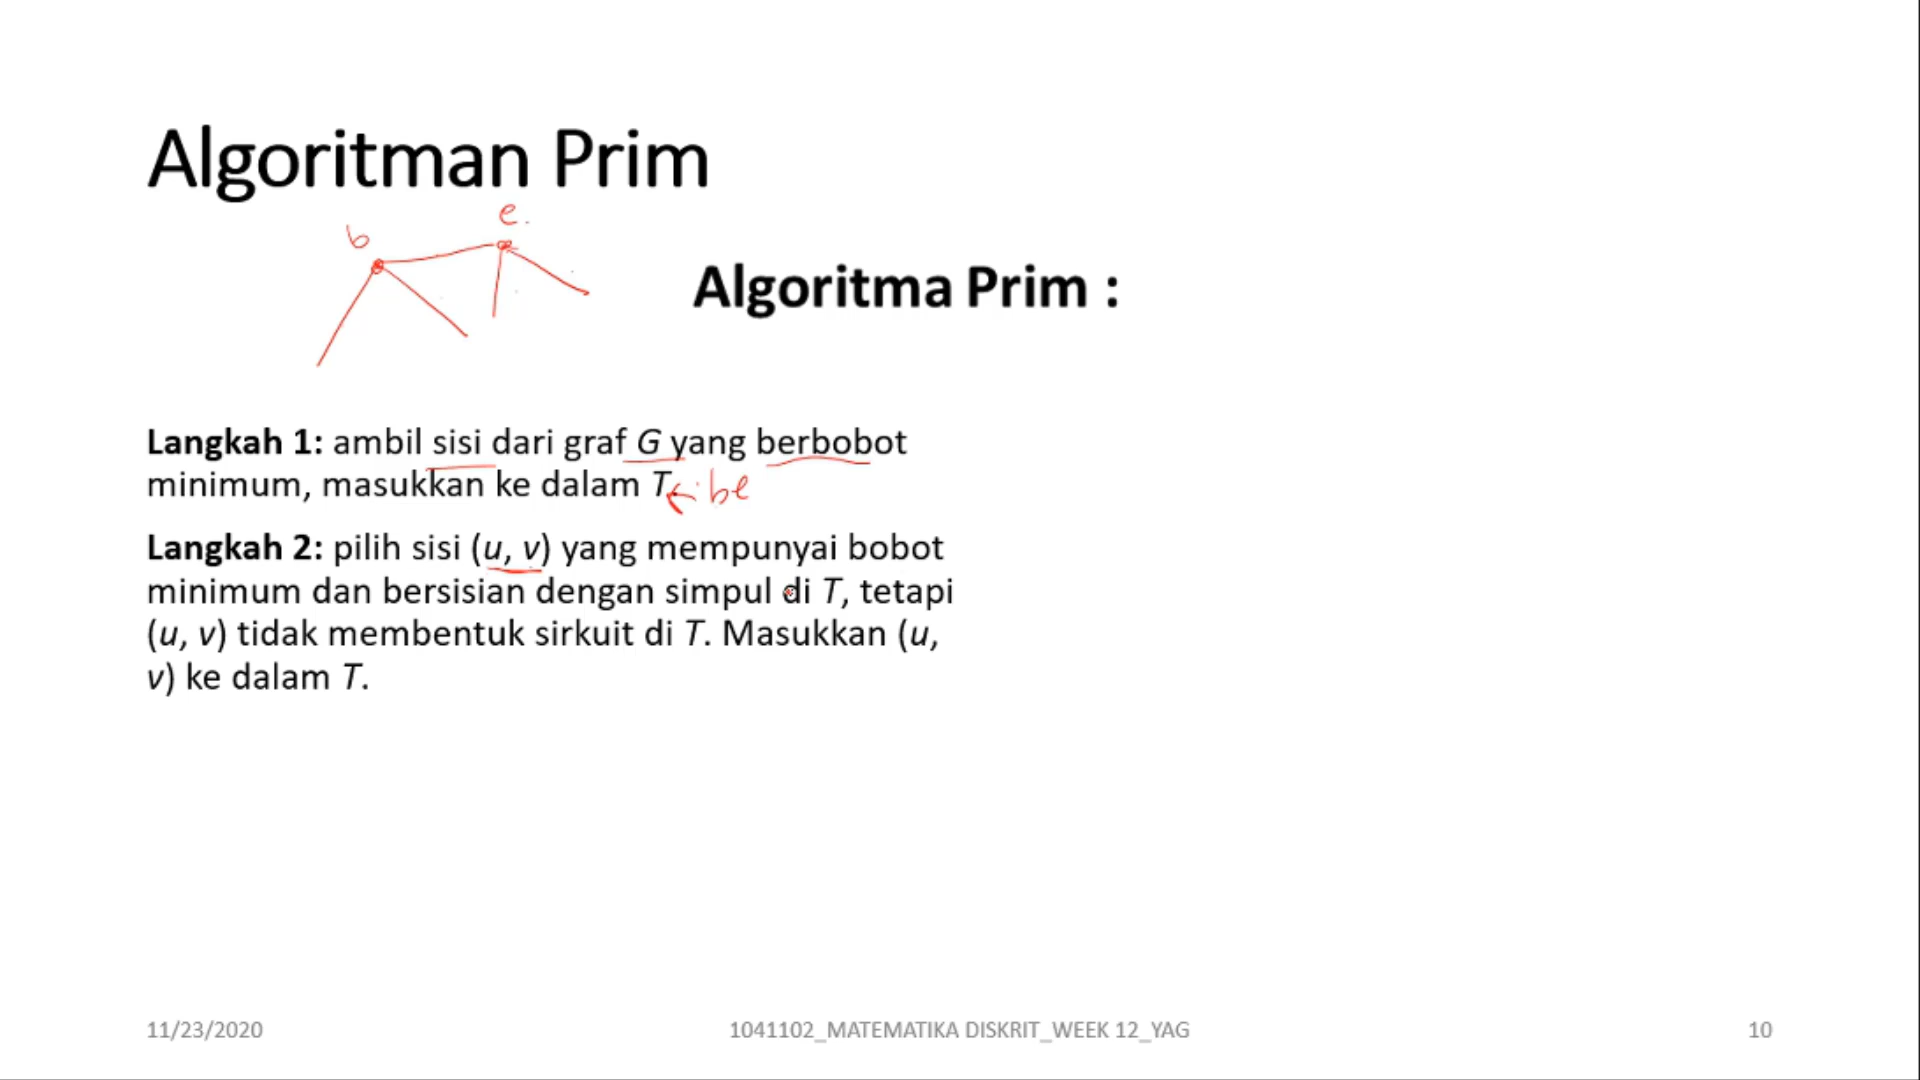 Algoritman Prim
b
e.
Algoritma Prim :
Langkah 1: ambil sisi dari graf G yang berbobot
minimum, masukkan ke dalam T. be
Langkah 2: pilih sisi (u, v) yang mempunyai bobot
minimum dan bersisian dengan simpul di T, tetapi
(u, v) tidak membentuk sirkuit di T. Masukkan (u,
v) ke dalam T.
11/23/2020
1041102_MATEMATIKA DISKRIT_WEEK 12_YAG
10